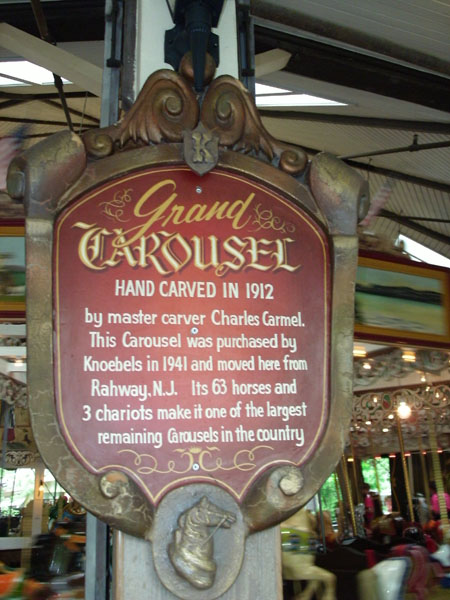 K
Grand
CAROUSEL
HAND CARVED IN 1912
by master carver Charles Carmel.
This Carousel was purchased by
Knoebels in 1941 and moved here from
Rahway, N.J. Its 63 horses and
3 chariots make it one of the largest
remaining Carousels in the country